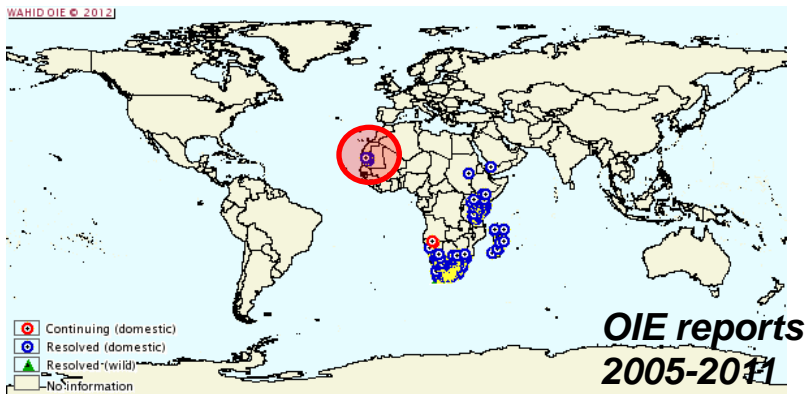 WAHID OIE © 2012
Continuing (domestic)
Resolved (domestic)
Resolved (wild)
No information
OIE reports
2005-2011